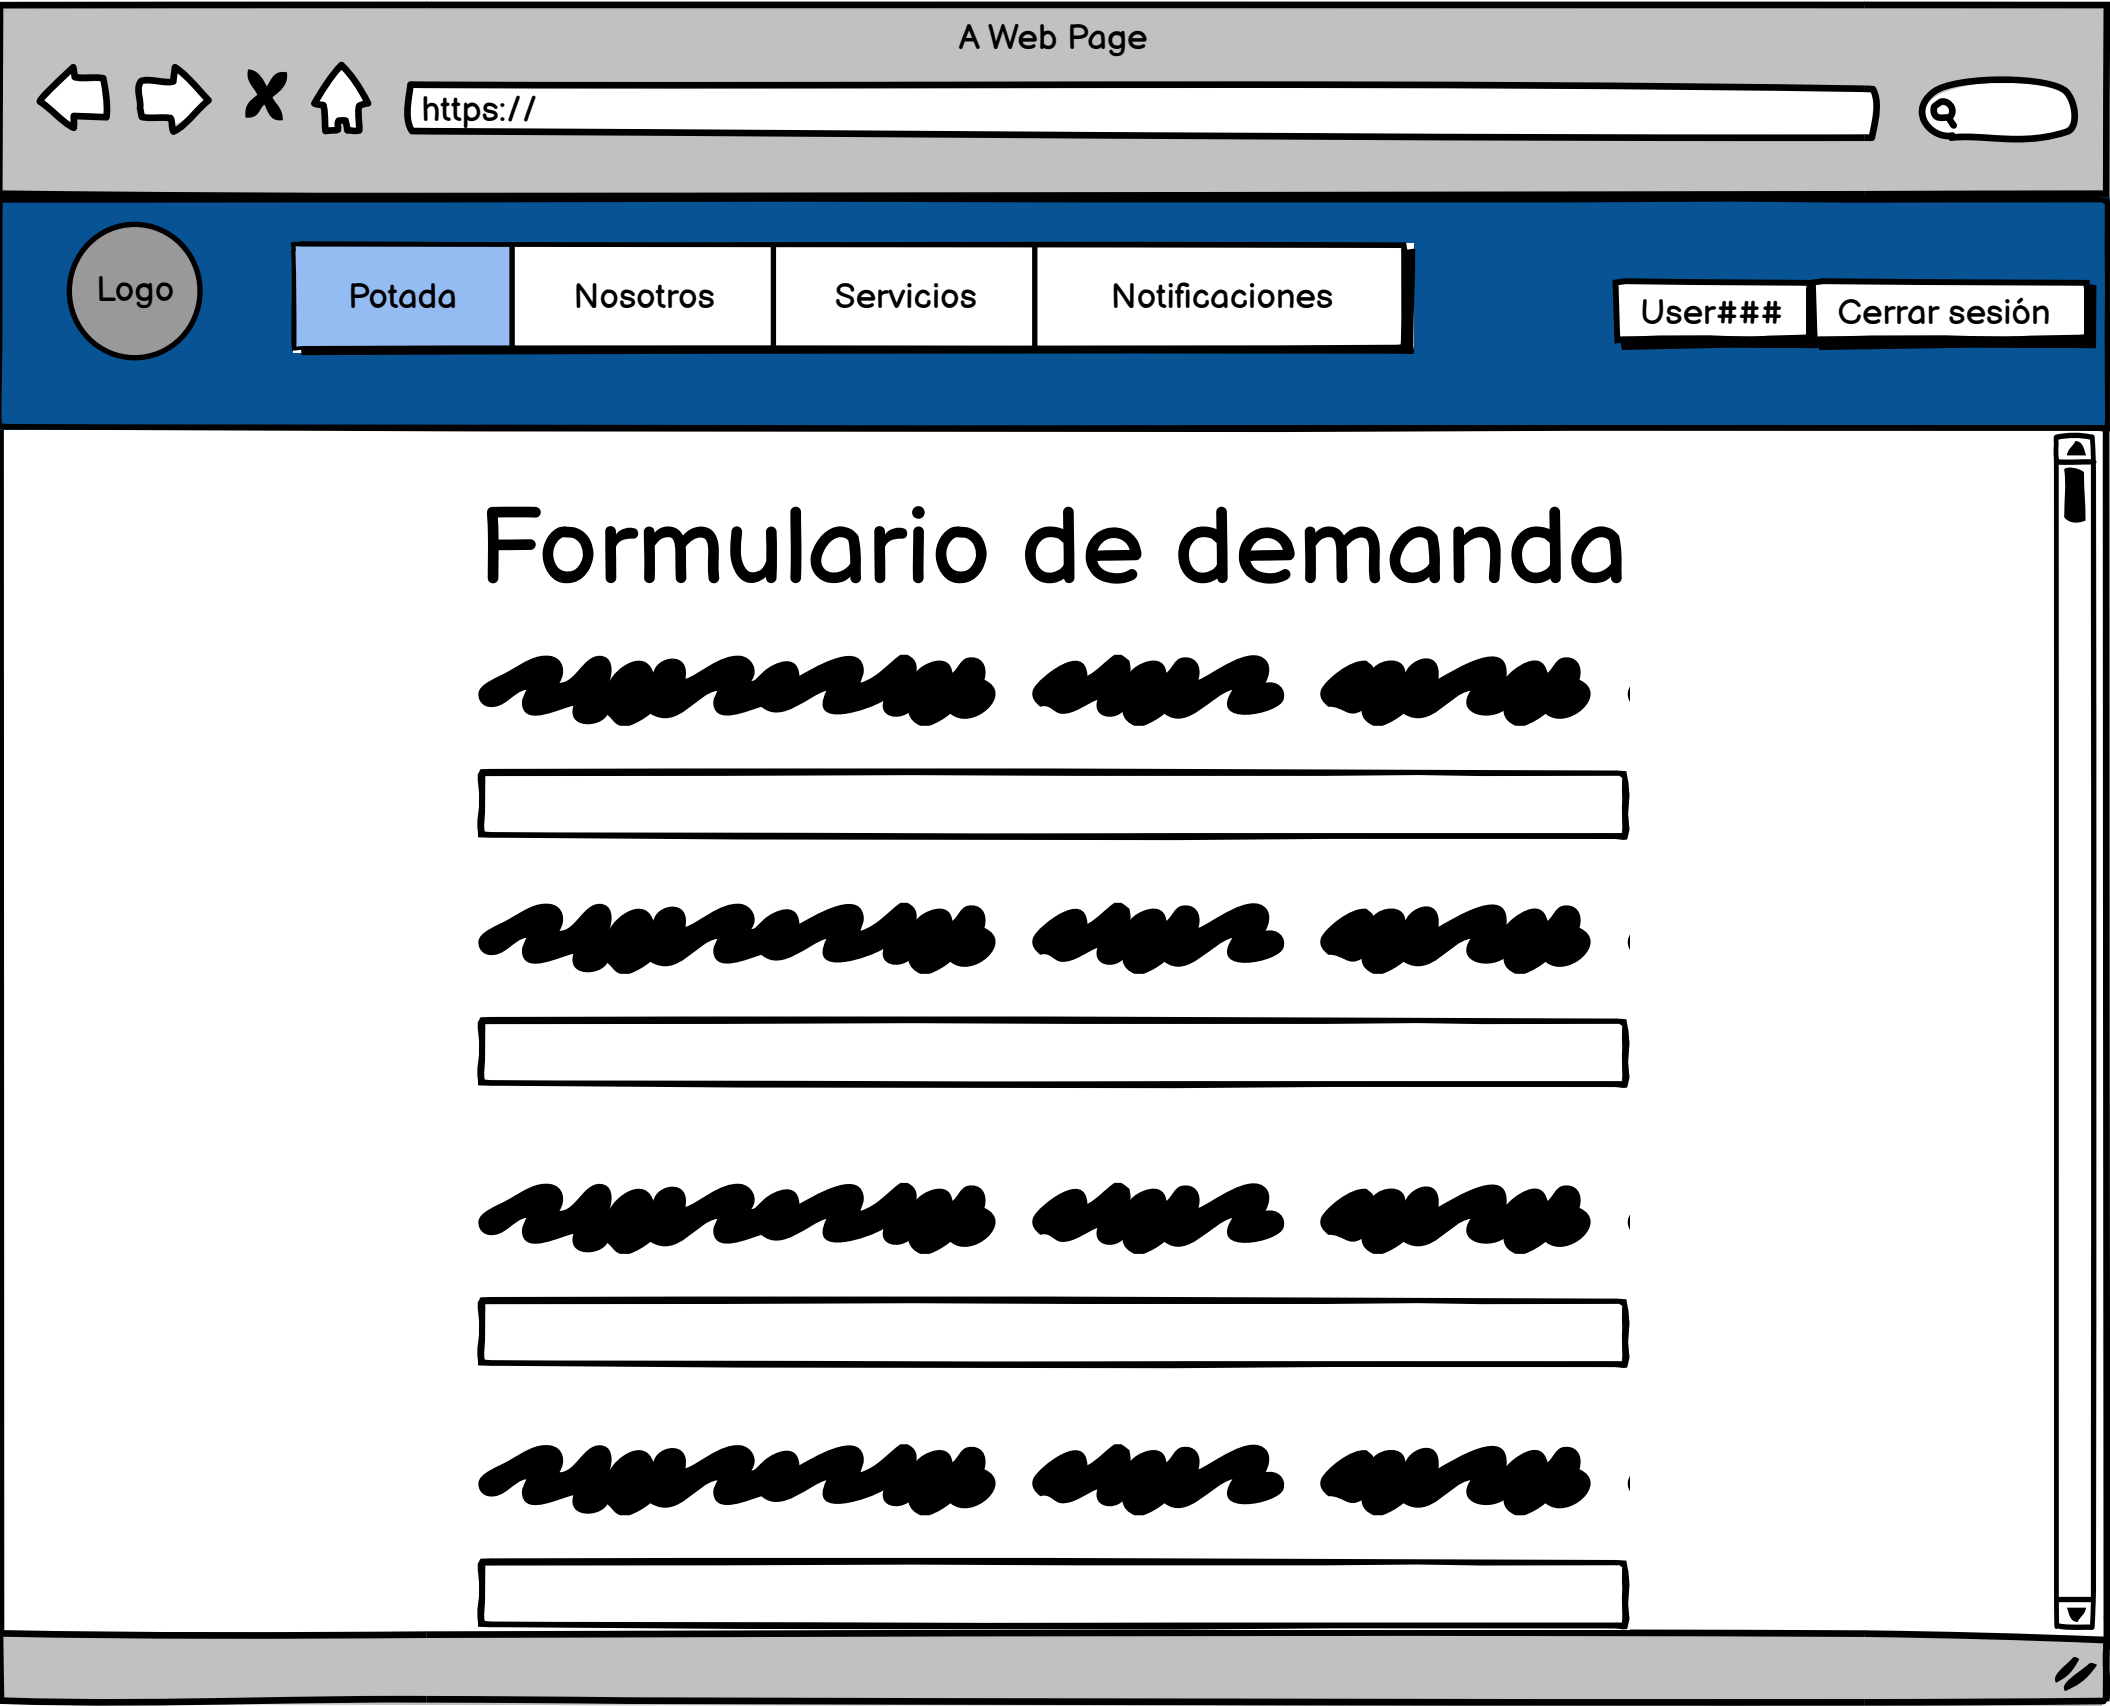 A Web Page
https://
Logo
Potada
Nosotros
Servicios
Notificaciones
User###
Cerrar sesión
Formulario de demanda